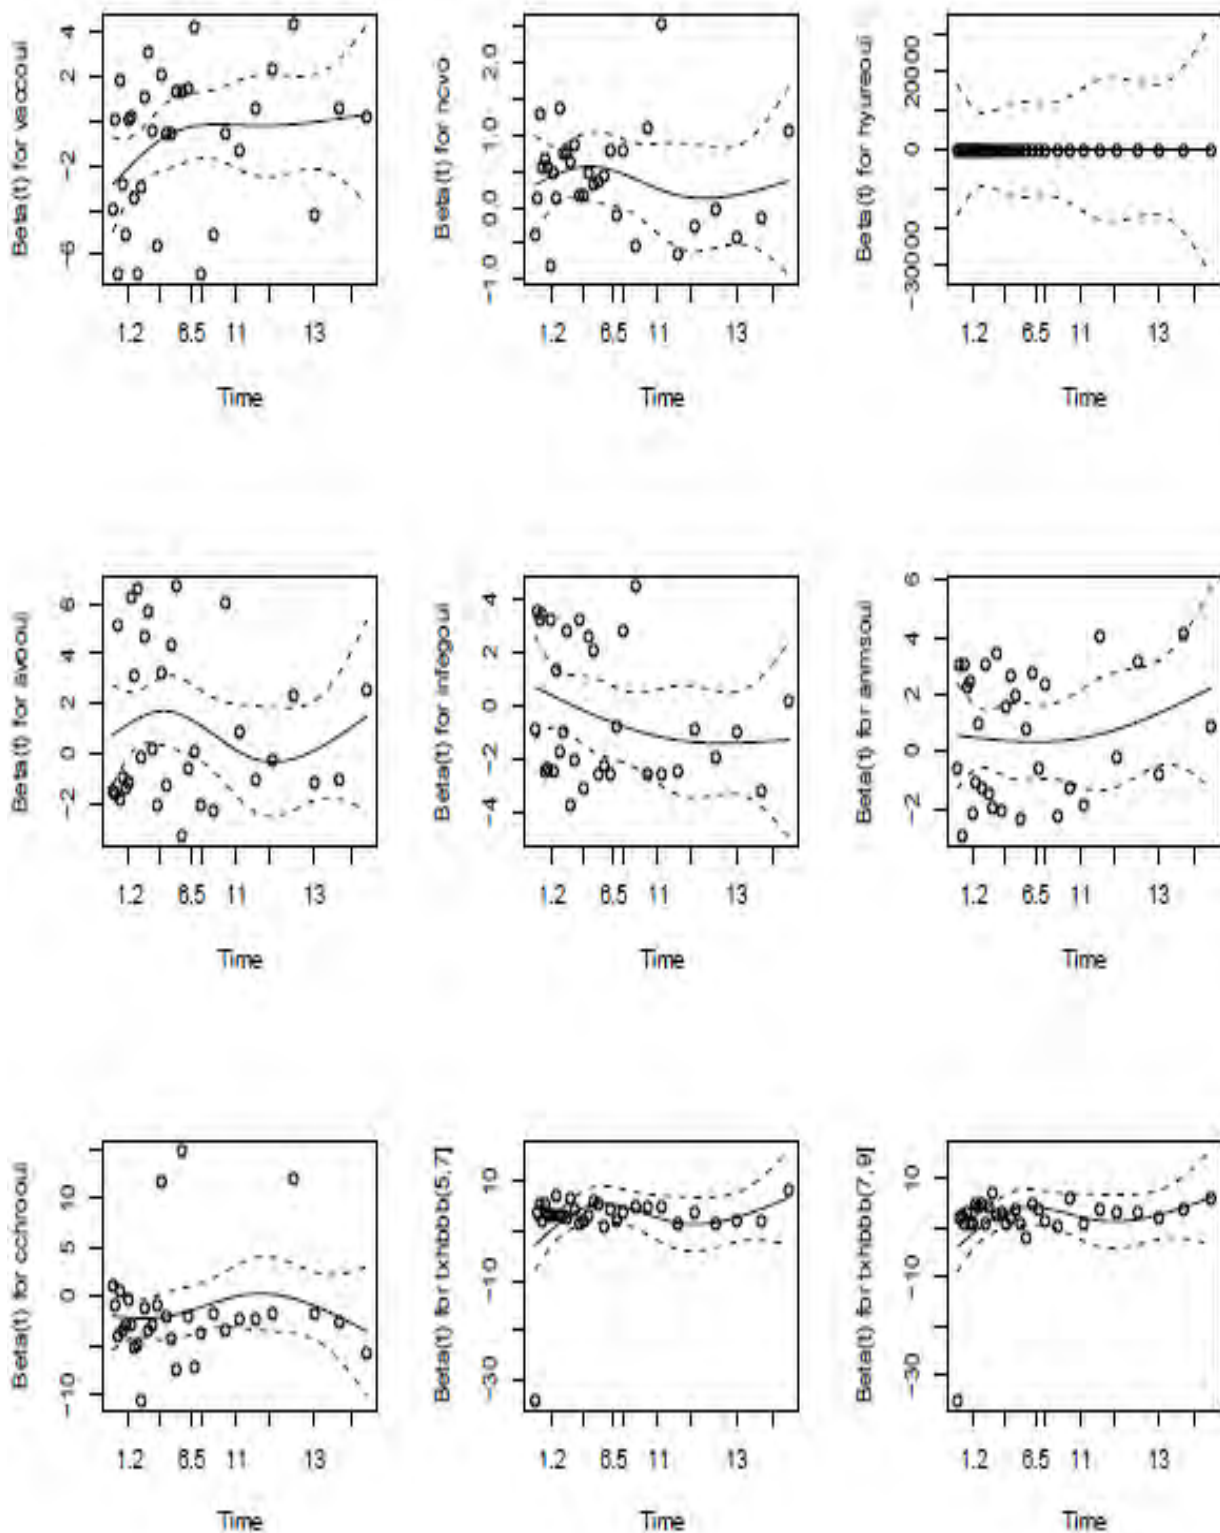 Beta(t) for vaccoui
4
2
−2
−6
1.2 6.5 11 13
Time
Beta(t) for ncvo
2.0
1.0
0.0
−1.0
1.2 6.5 11 13
Time
Beta(t) for hyureoui
20000
0
−30000
1.2 6.5 11 13
Time
Beta(t) for avooui
6
4
2
0
−2
1.2 6.5 11 13
Time
Beta(t) for infegoui
4
2
0
−2
−4
1.2 6.5 11 13
Time
Beta(t) for anmsoui
6
4
2
0
−2
1.2 6.5 11 13
Time
Beta(t) for cchrooui
10
5
0
−10
1.2 6.5 11 13
Time
Beta(t) for txhbbb(5,7]
10
−10
−30
1.2 6.5 11 13
Time
Beta(t) for txhbbb(7,9]
10
−10
−30
1.2 6.5 11 13
Time